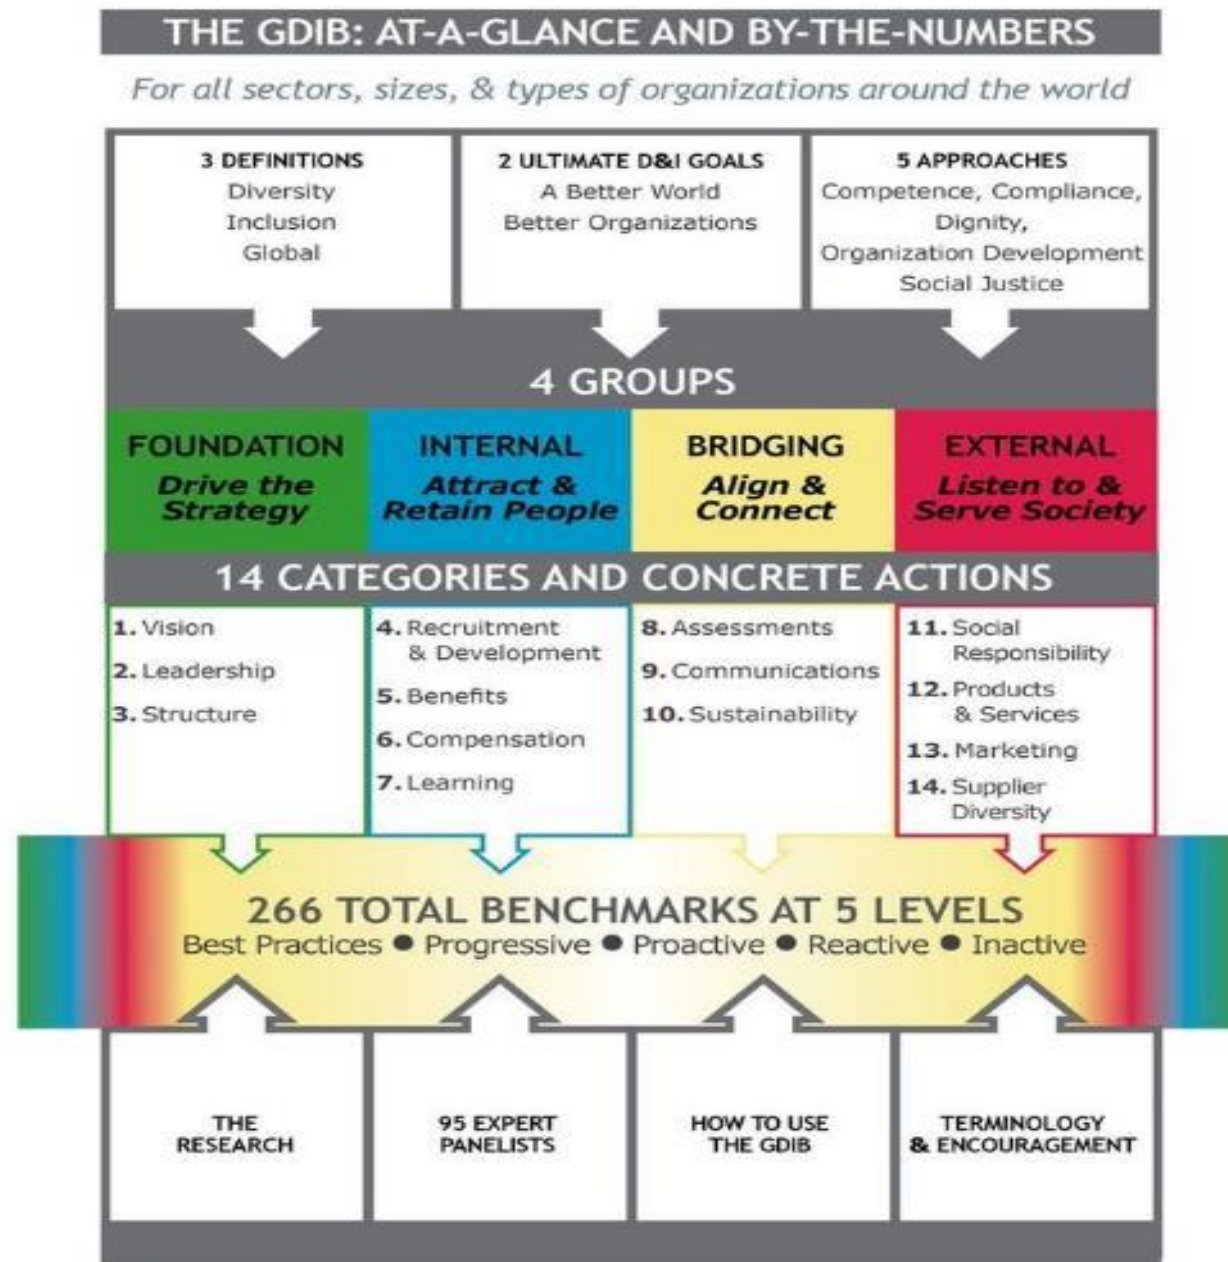 THE GDIB: AT-A-GLANCE AND BY-THE-NUMBERS
For all sectors, sizes, & types of organizations around the world
3 DEFINITIONS
Diversity
Inclusion
Global
2 ULTIMATE D&I GOALS
A Better World
Better Organizations
5 APPROACHES
Competence, Compliance,
Dignity,
Organization Development
Social Justice
4 GROUPS
FOUNDATION
Drive the
Strategy
INTERNAL
Attract &
Retain People
BRIDGING
Align &
Connect
EXTERNAL
Listen to &
Serve Society
14 CATEGORIES AND CONCRETE ACTIONS
1. Vision
2. Leadership
3. Structure
4. Recruitment
& Development
5. Benefits
6. Compensation
7. Learning
8. Assessments
9. Communications
10. Sustainability
11. Social
Responsibility
12. Products
& Services
13. Marketing
14. Supplier
Diversity
266 TOTAL BENCHMARKS AT 5 LEVELS
Best Practices ● Progressive ● Proactive ● Reactive ● Inactive
THE
RESEARCH
95 EXPERT
PANELISTS
HOW TO USE
THE GDIB
TERMINOLOGY
& ENCOURAGEMENT